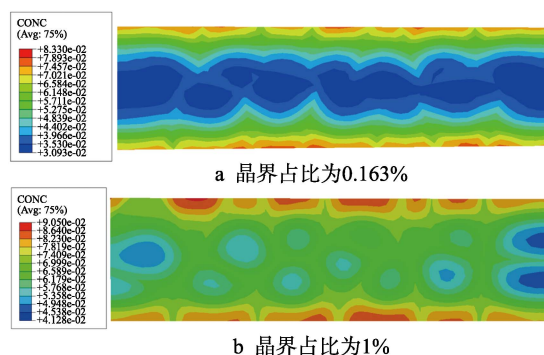 CONC
(Avg: 75%)
+8.330e-02
+7.893e-02
+7.457e-02
+7.021e-02
+6.584e-02
+6.148e-02
+5.711e-02
+5.275e-02
+4.839e-02
+4.402e-02
+3.966e-02
+3.530e-02
+3.093e-02
a 晶界占比为0.163%
CONC
(Avg: 75%)
+9.050e-02
+8.640e-02
+8.230e-02
+7.819e-02
+7.409e-02
+6.999e-02
+6.589e-02
+6.179e-02
+5.768e-02
+5.358e-02
+4.948e-02
+4.538e-02
+4.128e-02
b 晶界占比为1%